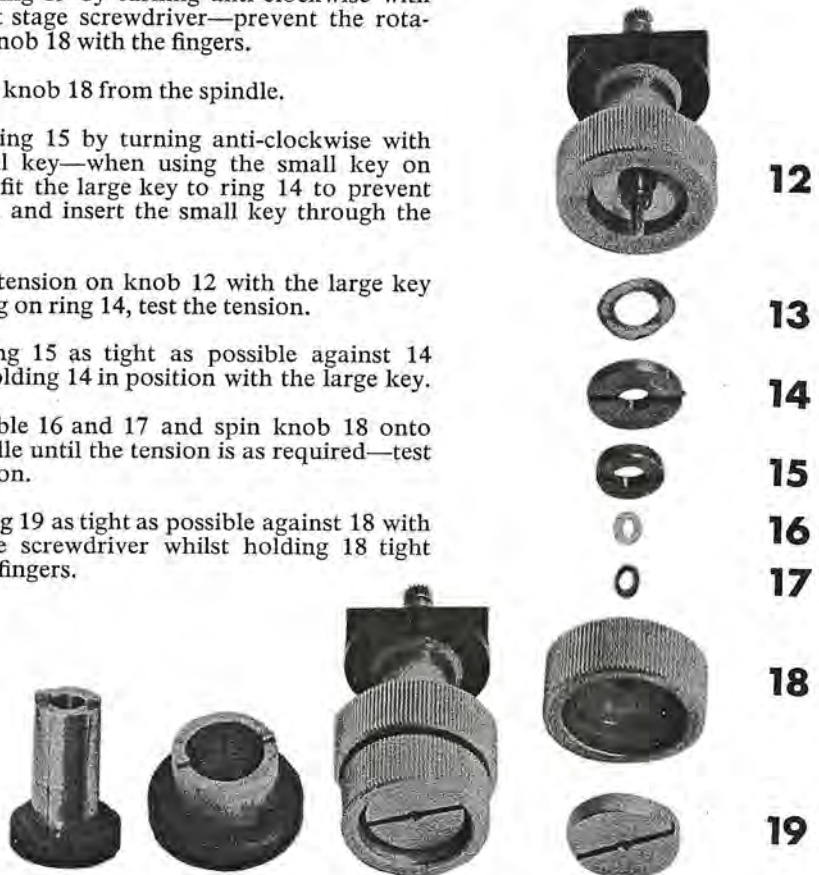 by turning anti-clockwise with
stage screwdriver—prevent the rota-
knob 18 with the fingers.
knob 18 from the spindle.
ing 15 by turning anti-clockwise with
l key—when using the small key on
fit the large key to ring 14 to prevent
and insert the small key through the
tension on knob 12 with the large key
g on ring 14, test the tension.
ng 15 as tight as possible against 14
olding 14 in position with the large key.
ble 16 and 17 and spin knob 18 onto
lle until the tension is as required—test
on.
g 19 as tight as possible against 18 with
e screwdriver whilst holding 18 tight
fingers.
12
13
14
15
16
17
18
19